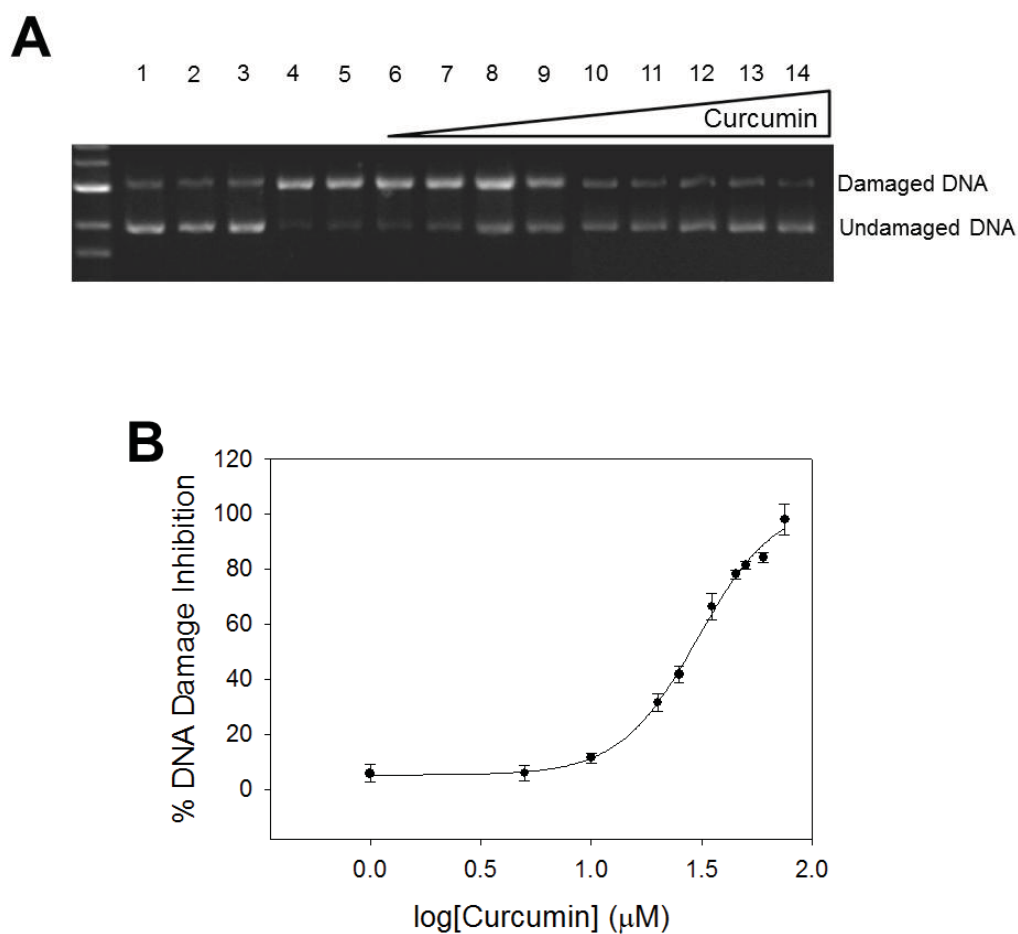 A
1 2 3 4 5 6 7 8 9 10 11 12 13 14
Curcumin
Damaged DNA
Undamaged DNA
B
120
100
80
60
40
20
0
% DNA Damage Inhibition
0.0 0.5 1.0 1.5 2.0
log[Curcumin] (μM)